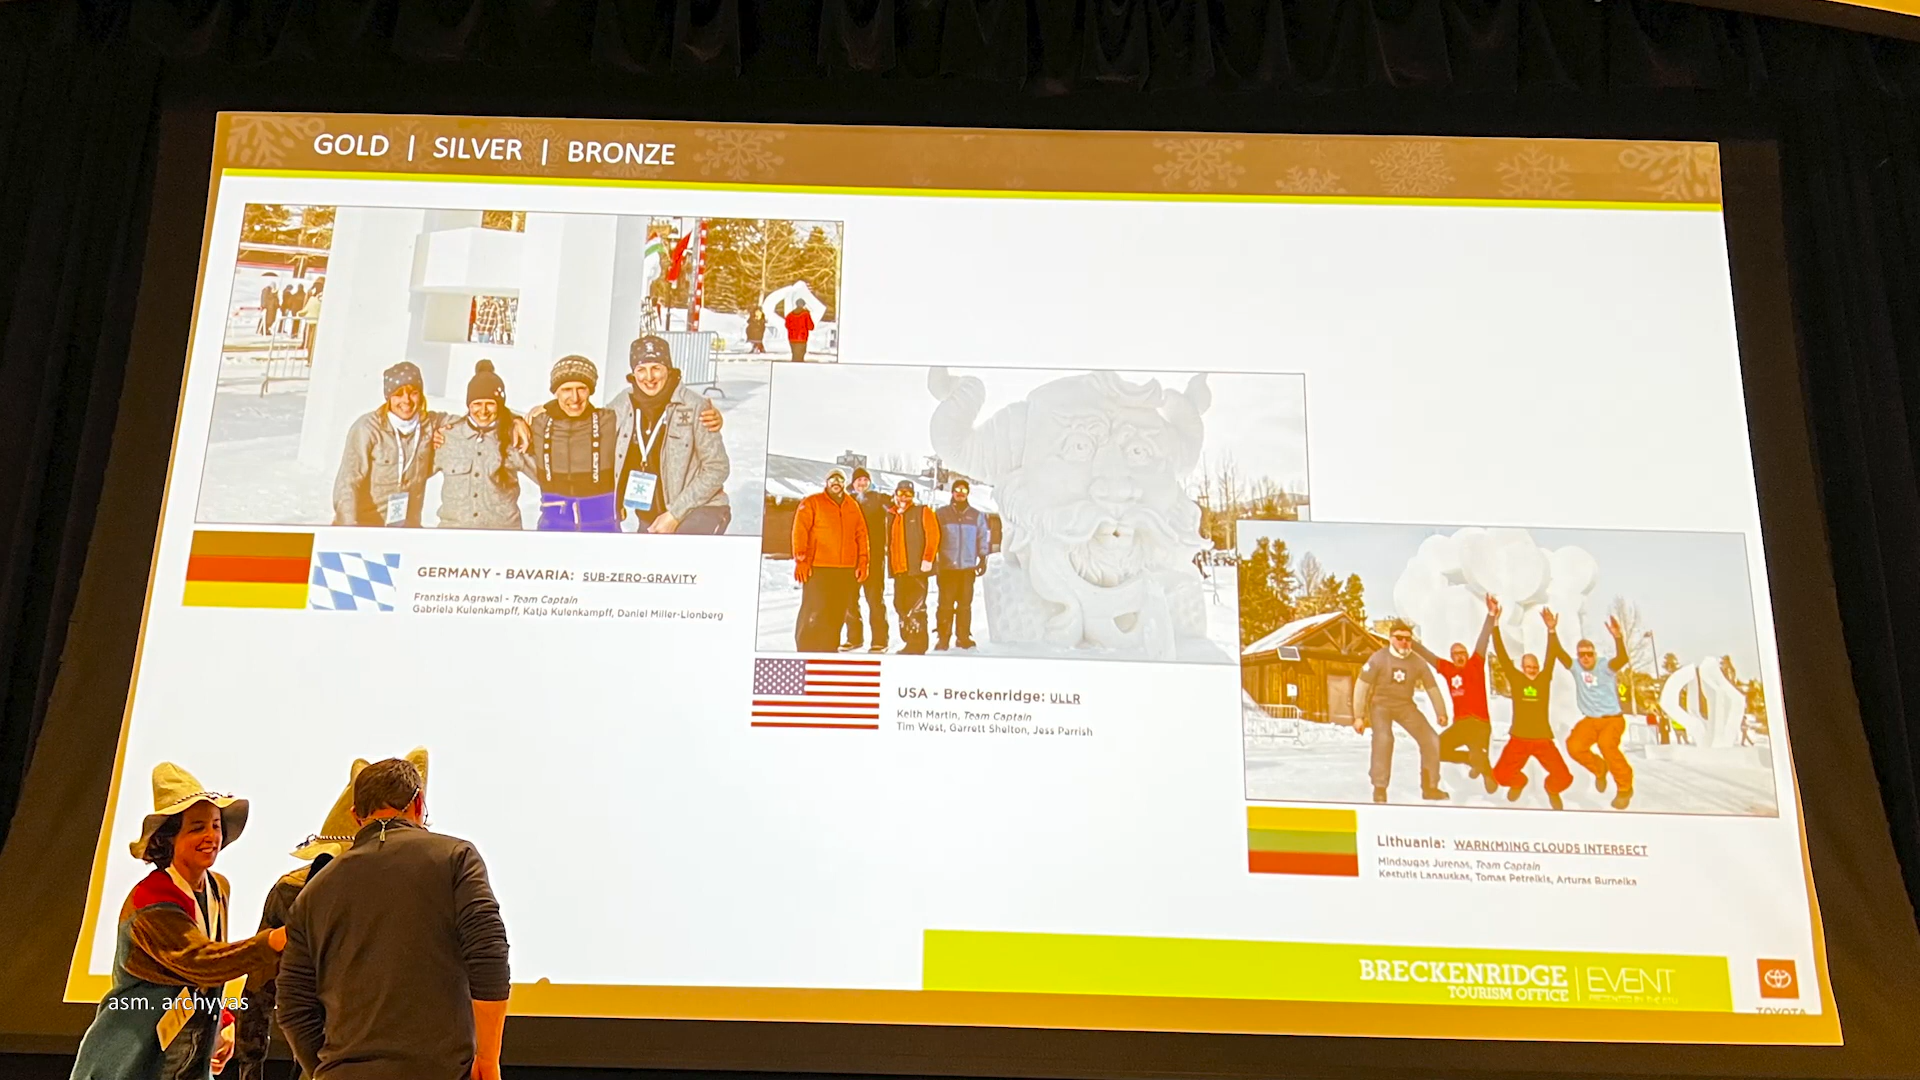 GOLD | SILVER | BRONZE
GERMANY - BAVARIA: SUB-ZERO-GRAVITY
Franziska Agrawal - Team Captain
Gabriela Kulenkampff, Katja Kulenkampff, Daniel Miller-Lionberg
USA - Breckenridge: ULLR
Keith Martin, Team Captain
Tim West, Garrett Shelton, Jess Parrish
Lithuania: WARN(M)ING CLOUDS INTERSECT
Mindaugas Jurenas, Team Captain
Kestutis Lanauskas, Tomas Petreikis, Arturas Burneika
BRECKENRIDGE
TOURISM OFFICE
EVENT
TOYOTA
asm. archyvas